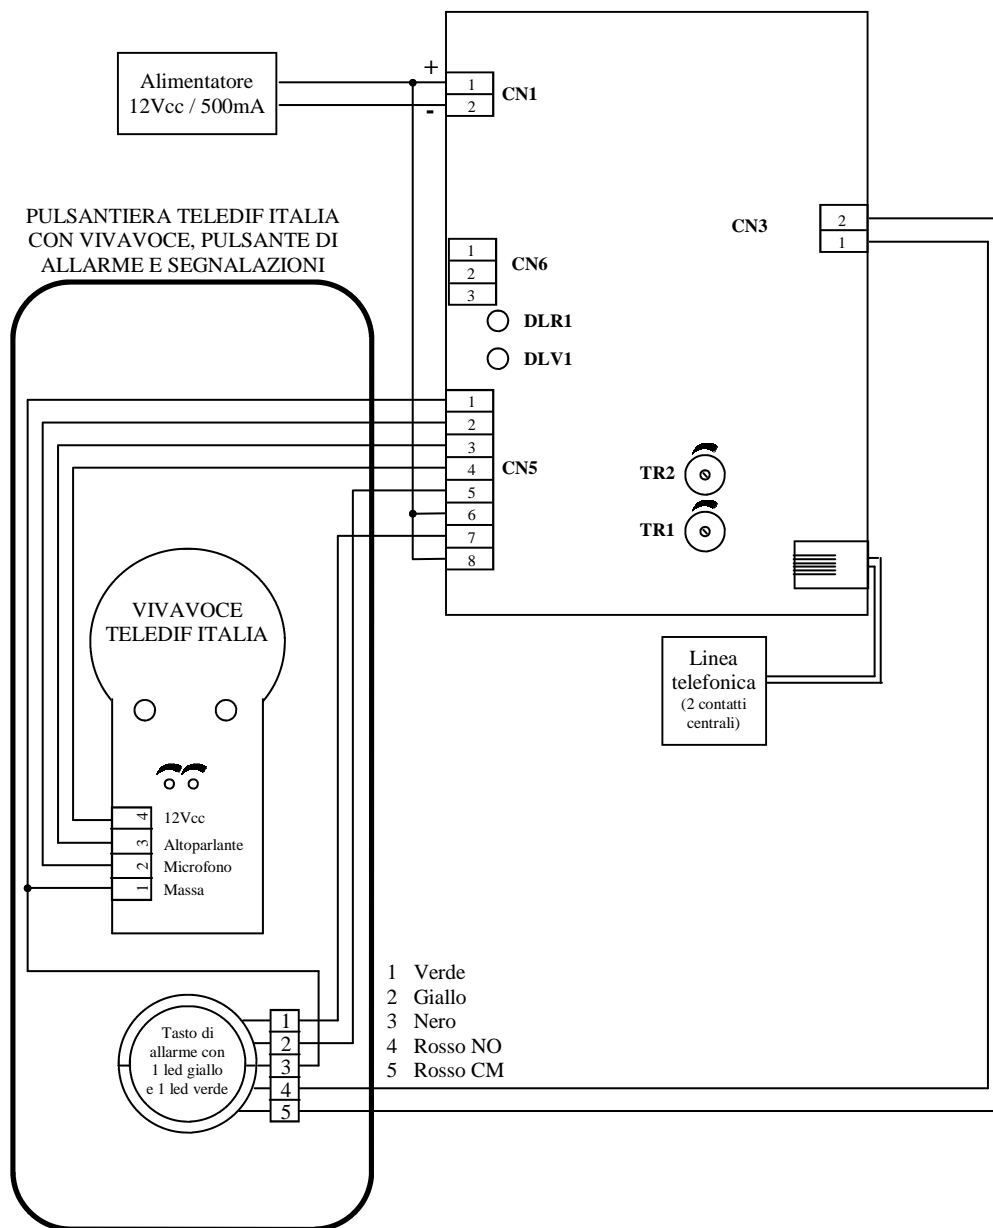 Alimentatore
12Vcc / 500mA
+
-
1
2
CN1
PULSANTIERA TELEDIF ITALIA
CON VIVAVOCE, PULSANTE DI
ALLARME E SEGNALAZIONI
CN3
2
1
1
2
3
CN6
DLR1
DLV1
1
2
3
4
5
6
7
8
CN5
TR2
TR1
VIVAVOCE
TELEDIF ITALIA
Linea
telefonica
(2 contatti
centrali)
4 12Vcc
3 Altoparlante
2 Microfono
1 Massa
1 Verde
2 Giallo
3 Nero
4 Rosso NO
5 Rosso CM
Tasto di
allarme con
1 led giallo
e 1 led verde
1
2
3
4
5